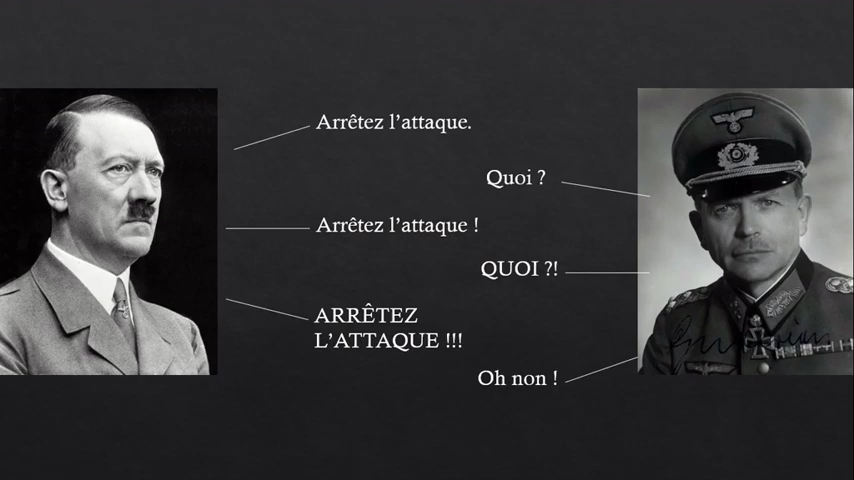 Arrêtez l'attaque.
Quoi ?
Arrêtez l'attaque !
QUOI ?!
ARRÊTEZ
L'ATTAQUE !!!
Oh non !